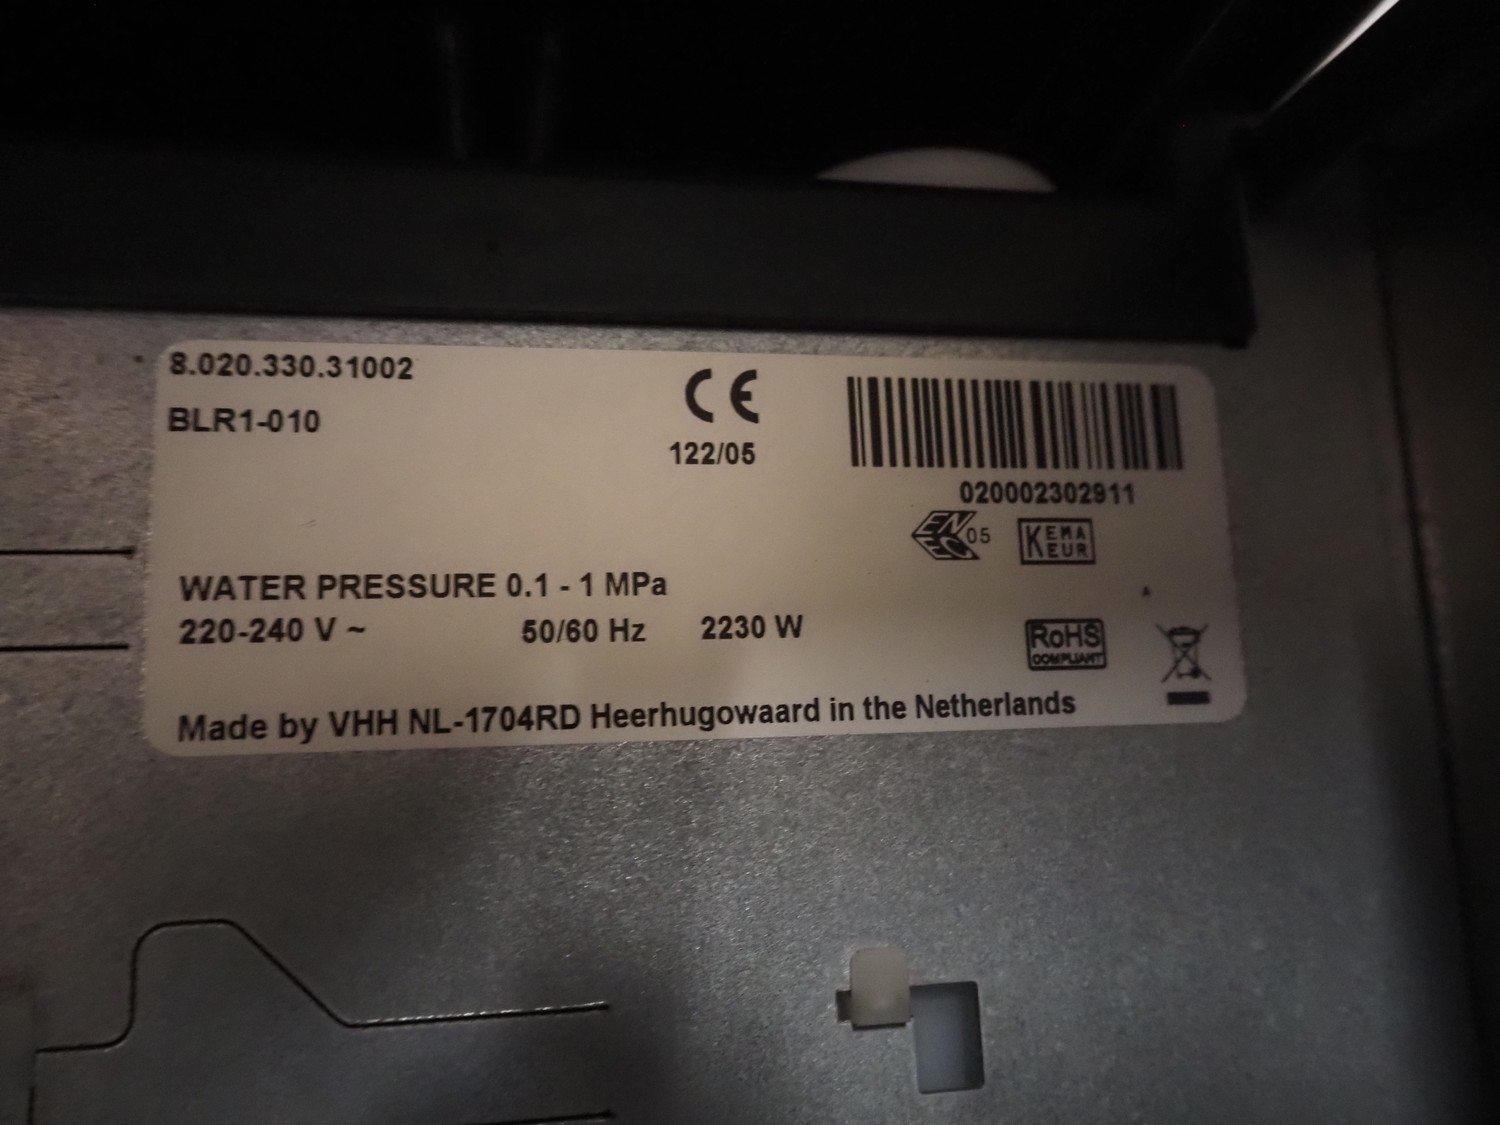 8.020.330.31002
BLR1-010
CE
122/05
020002302911
ENEC 05
KEMA EUR
WATER PRESSURE 0.1 - 1 MPa
220-240 V ~ 50/60 Hz 2230 W
RoHS
COMPLIANT
Made by VHH NL-1704RD Heerhugowaard in the Netherlands